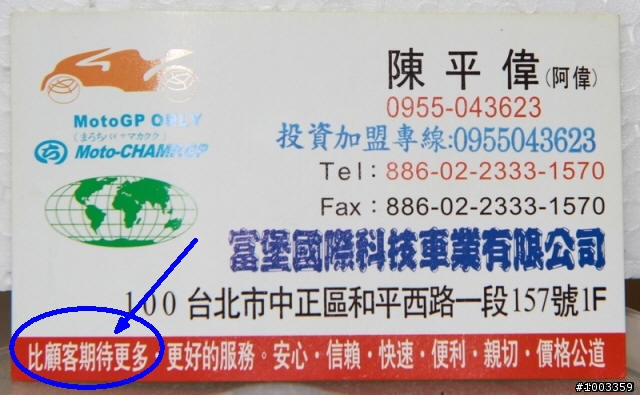 陳平偉(阿偉)
0955-043623
MotoGP ONLY
投資加盟專線:0955043623
Moto-CHAMP GP
Tel:886-02-2333-1570
Fax:886-02-2333-1570
富堡國際科技車業有限公司
100 台北市中正區和平西路一段157號1F
比顧客期待更多·更好的服務。安心·信賴·快速·便利·親切·價格公道
#1003359